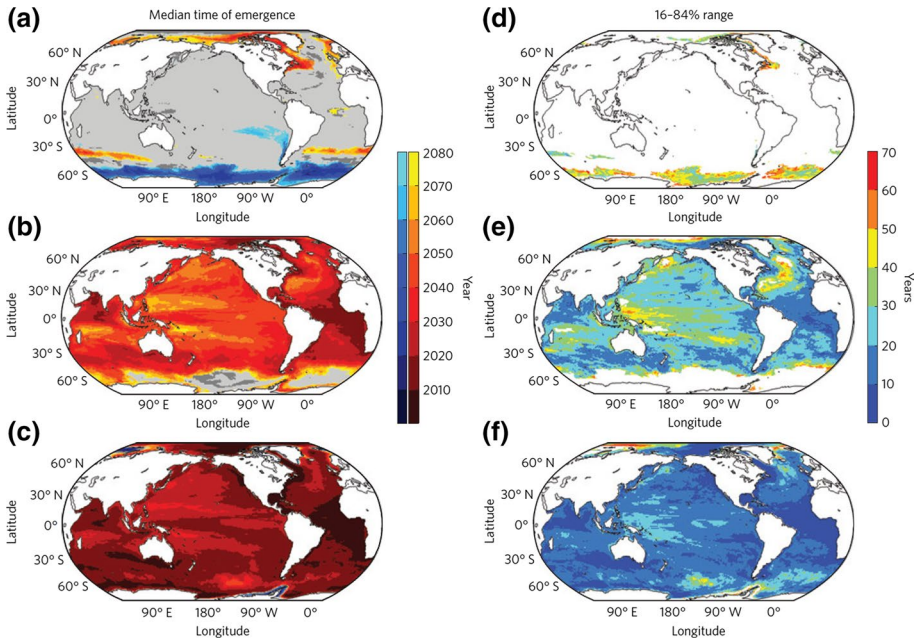 (a)
Median time of emergence
60° N
30° N
0°
30° S
60° S
Latitude
90° E 180° 90° W 0°
Longitude
(d)
16–84% range
60° N
30° N
0°
30° S
60° S
Latitude
90° E 180° 90° W 0°
Longitude
(b)
60° N
30° N
0°
30° S
60° S
Latitude
90° E 180° 90° W 0°
Longitude
2080
2070
2060
2050
2040
2030
2020
2010
Year
(e)
60° N
30° N
0°
30° S
60° S
Latitude
90° E 180° 90° W 0°
Longitude
70
60
50
40
30
20
10
0
Years
(c)
60° N
30° N
0°
30° S
60° S
Latitude
90° E 180° 90° W 0°
Longitude
(f)
60° N
30° N
0°
30° S
60° S
Latitude
90° E 180° 90° W 0°
Longitude